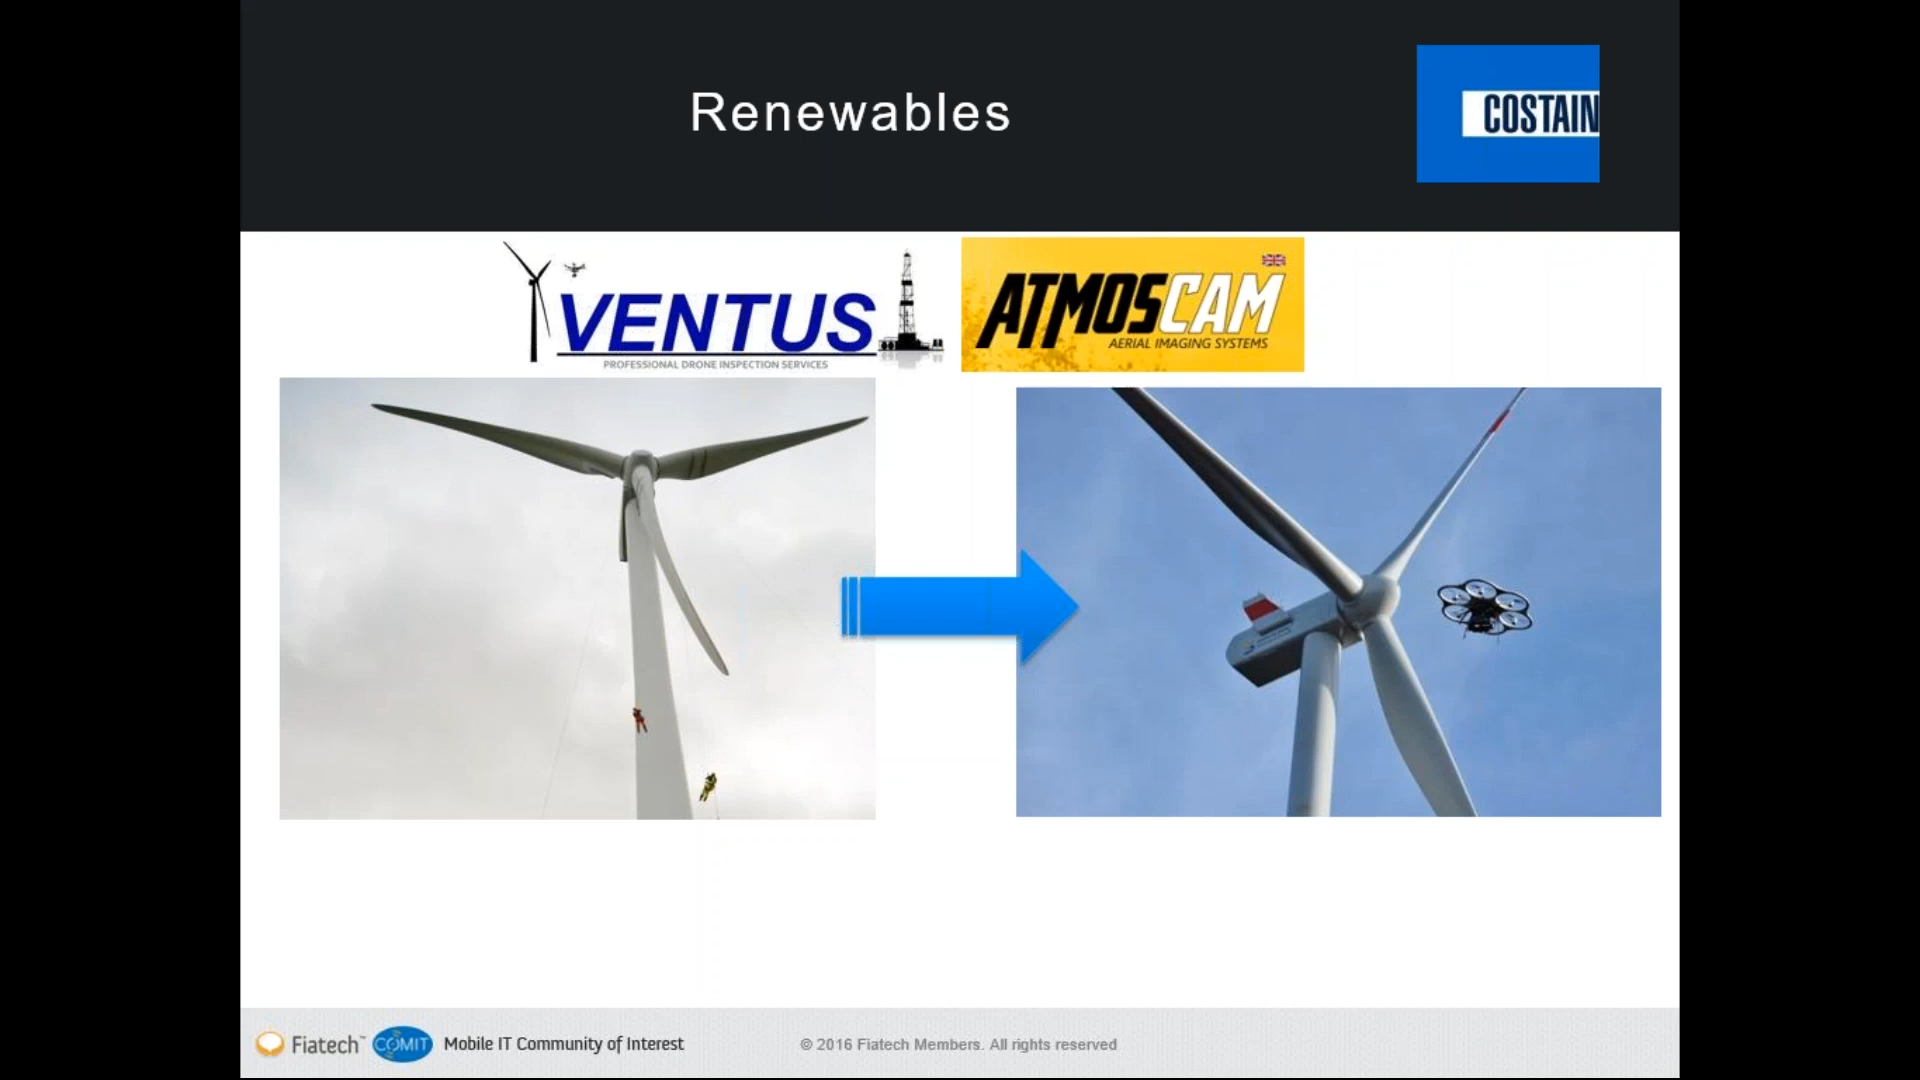 Renewables
COSTAIN
VENTUS
PROFESSIONAL DRONE INSPECTION SERVICES
ATMOSCAM
AERIAL IMAGING SYSTEMS
Fiatech™ COMIT Mobile IT Community of Interest © 2016 Fiatech Members. All rights reserved